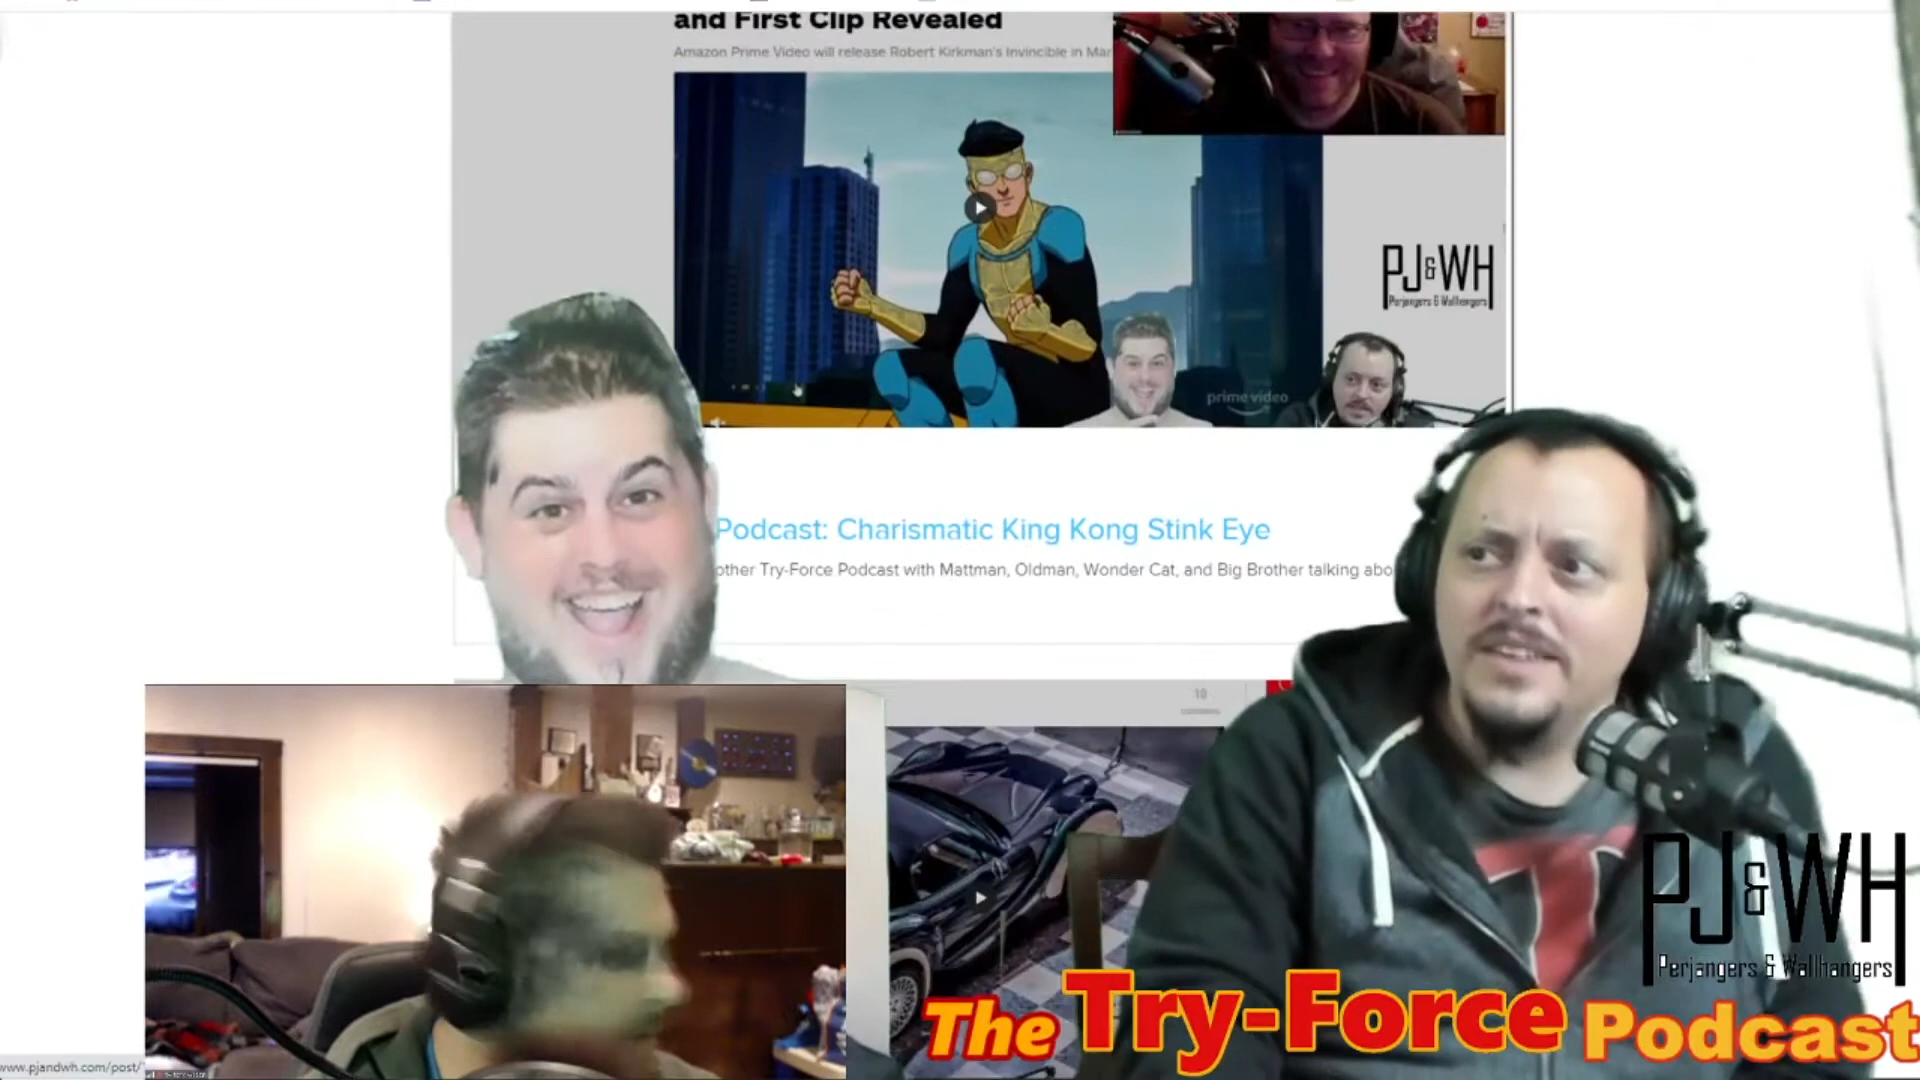 and First Clip Revealed
Amazon Prime Video will release Robert Kirkman's Invincible in Mar
PJ&WH
Perjangers & Wallhangers
prime video
Podcast: Charismatic King Kong Stink Eye
other Try-Force Podcast with Mattman, Oldman, Wonder Cat, and Big Brother talking abo
10
PJ&WH
Perjangers & Wallhangers
The Try-Force Podcast
www.pjandwh.com/post/